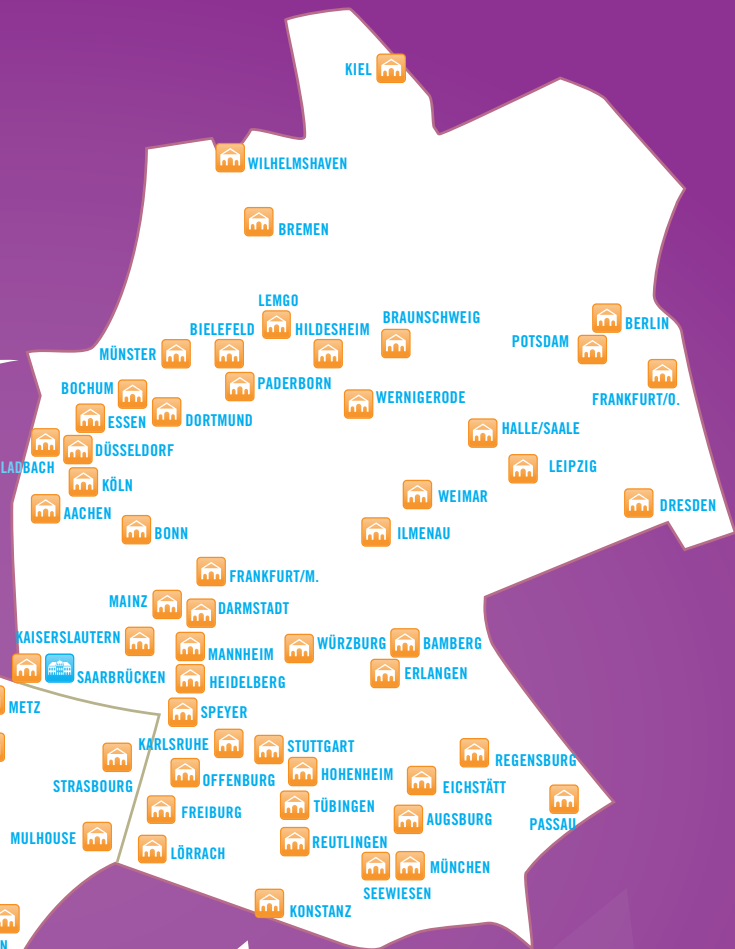 KIEL
WILHELMSHAVEN
BREMEN
LEMGO
BRAUNSCHWEIG
BIELEFELD
HILDESHEIM
BERLIN
POTSDAM
MÜNSTER
BOCHUM
PADERBORN
WERNIGERODE
FRANKFURT/O.
ESSEN
DORTMUND
HALLE/SAALE
DÜSSELDORF
LADBACH
LEIPZIG
KÖLN
WEIMAR
DRESDEN
AACHEN
BONN
ILMENAU
FRANKFURT/M.
MAINZ
DARMSTADT
KAISERSLAUTERN
WÜRZBURG
BAMBERG
MANNHEIM
SAARBRÜCKEN
ERLANGEN
HEIDELBERG
METZ
SPEYER
KARLSRUHE
STUTTGART
REGENSBURG
STRASBOURG
OFFENBURG
HOHENHEIM
EICHSTÄTT
FREIBURG
TÜBINGEN
AUGSBURG
PASSAU
MULHOUSE
REUTLINGEN
LÖRRACH
MÜNCHEN
SEEWIESEN
KONSTANZ
N